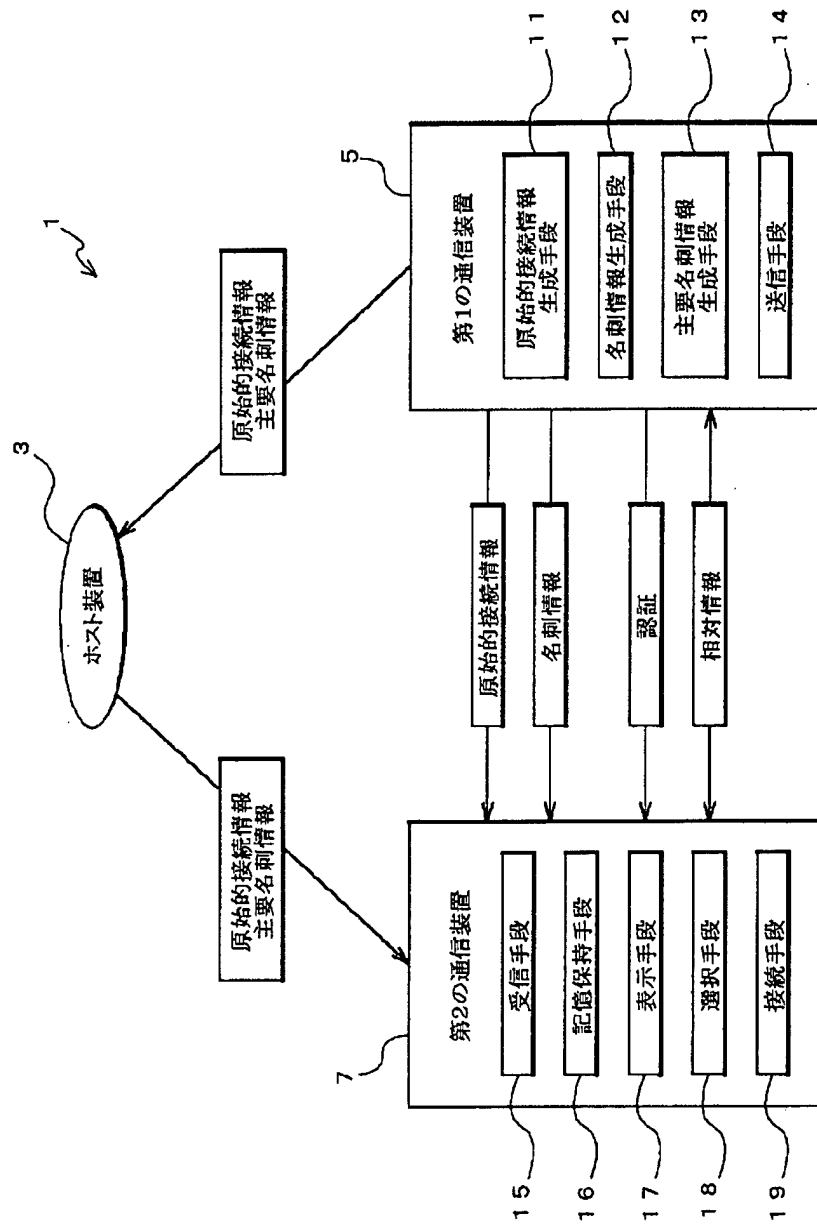 1
3
ホスト装置
原始的接続情報
主要名刺情報
原始的接続情報
主要名刺情報
7
第2の通信装置
受信手段
記憶保持手段
表示手段
選択手段
接続手段
15
16
17
18
19
原始的接続情報
名刺情報
認証
相対情報
5
第1の通信装置
原始的接続情報
生成手段
名刺情報生成手段
主要名刺情報
生成手段
送信手段
11
12
13
14